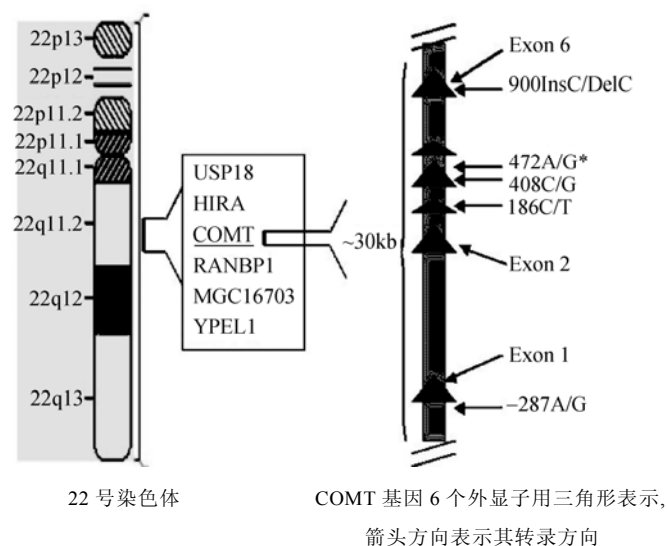 22p13
22p12
22p11.2
22p11.1
22q11.1
22q11.2
22q12
22q13
USP18
HIRA
COMT
RANBP1
MGC16703
YPEL1
~30kb
Exon 6
900InsC/DelC
472A/G*
408C/G
186C/T
Exon 2
Exon 1
−287A/G
22 号染色体
COMT 基因 6 个外显子用三角形表示,
箭头方向表示其转录方向